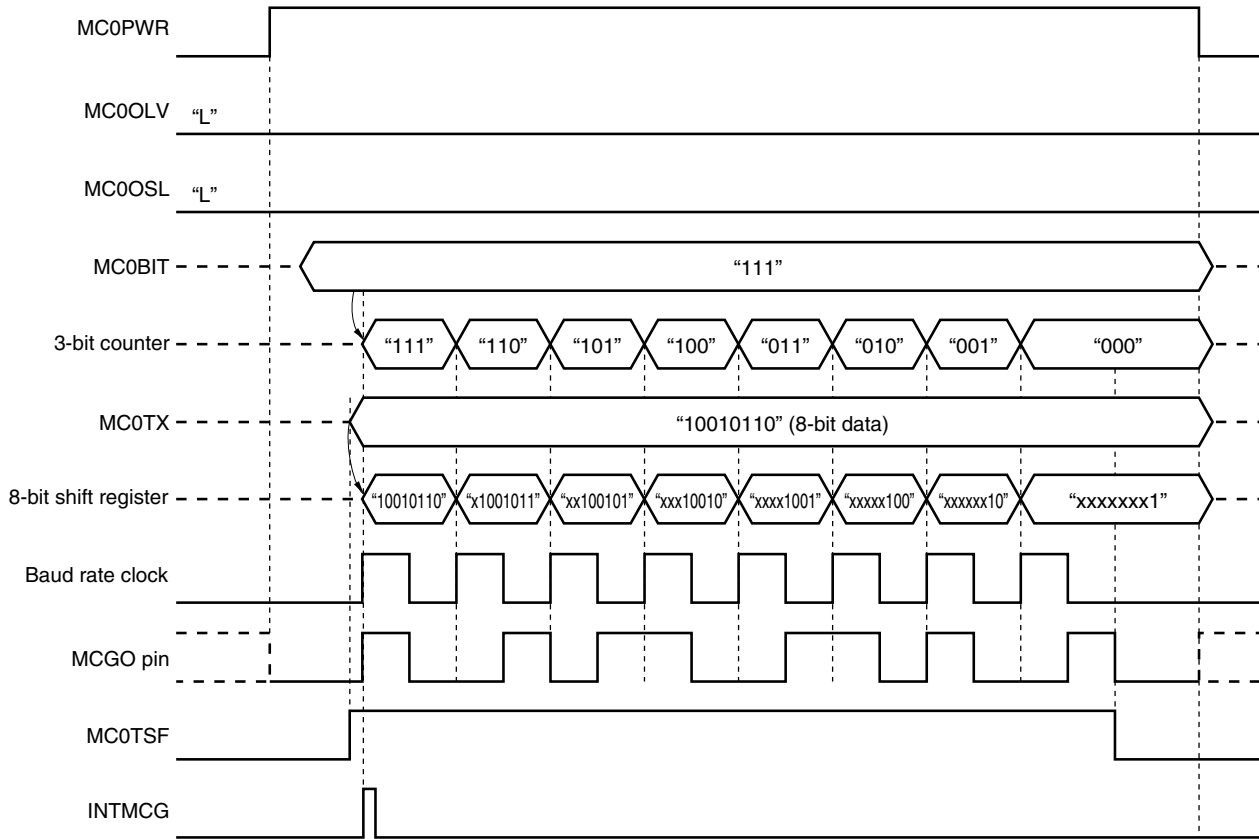 MC0PWR
MC0OLV “L”
MC0OSL “L”
MC0BIT “111”
3-bit counter “111” “110” “101” “100” “011” “010” “001” “000”
MC0TX “10010110” (8-bit data)
8-bit shift register “10010110” “x1001011” “xx100101” “xxx10010” “xxxx1001” “xxxxx100” “xxxxxx10” “xxxxxxx1”
Baud rate clock
MCGO pin
MC0TSF
INTMCG